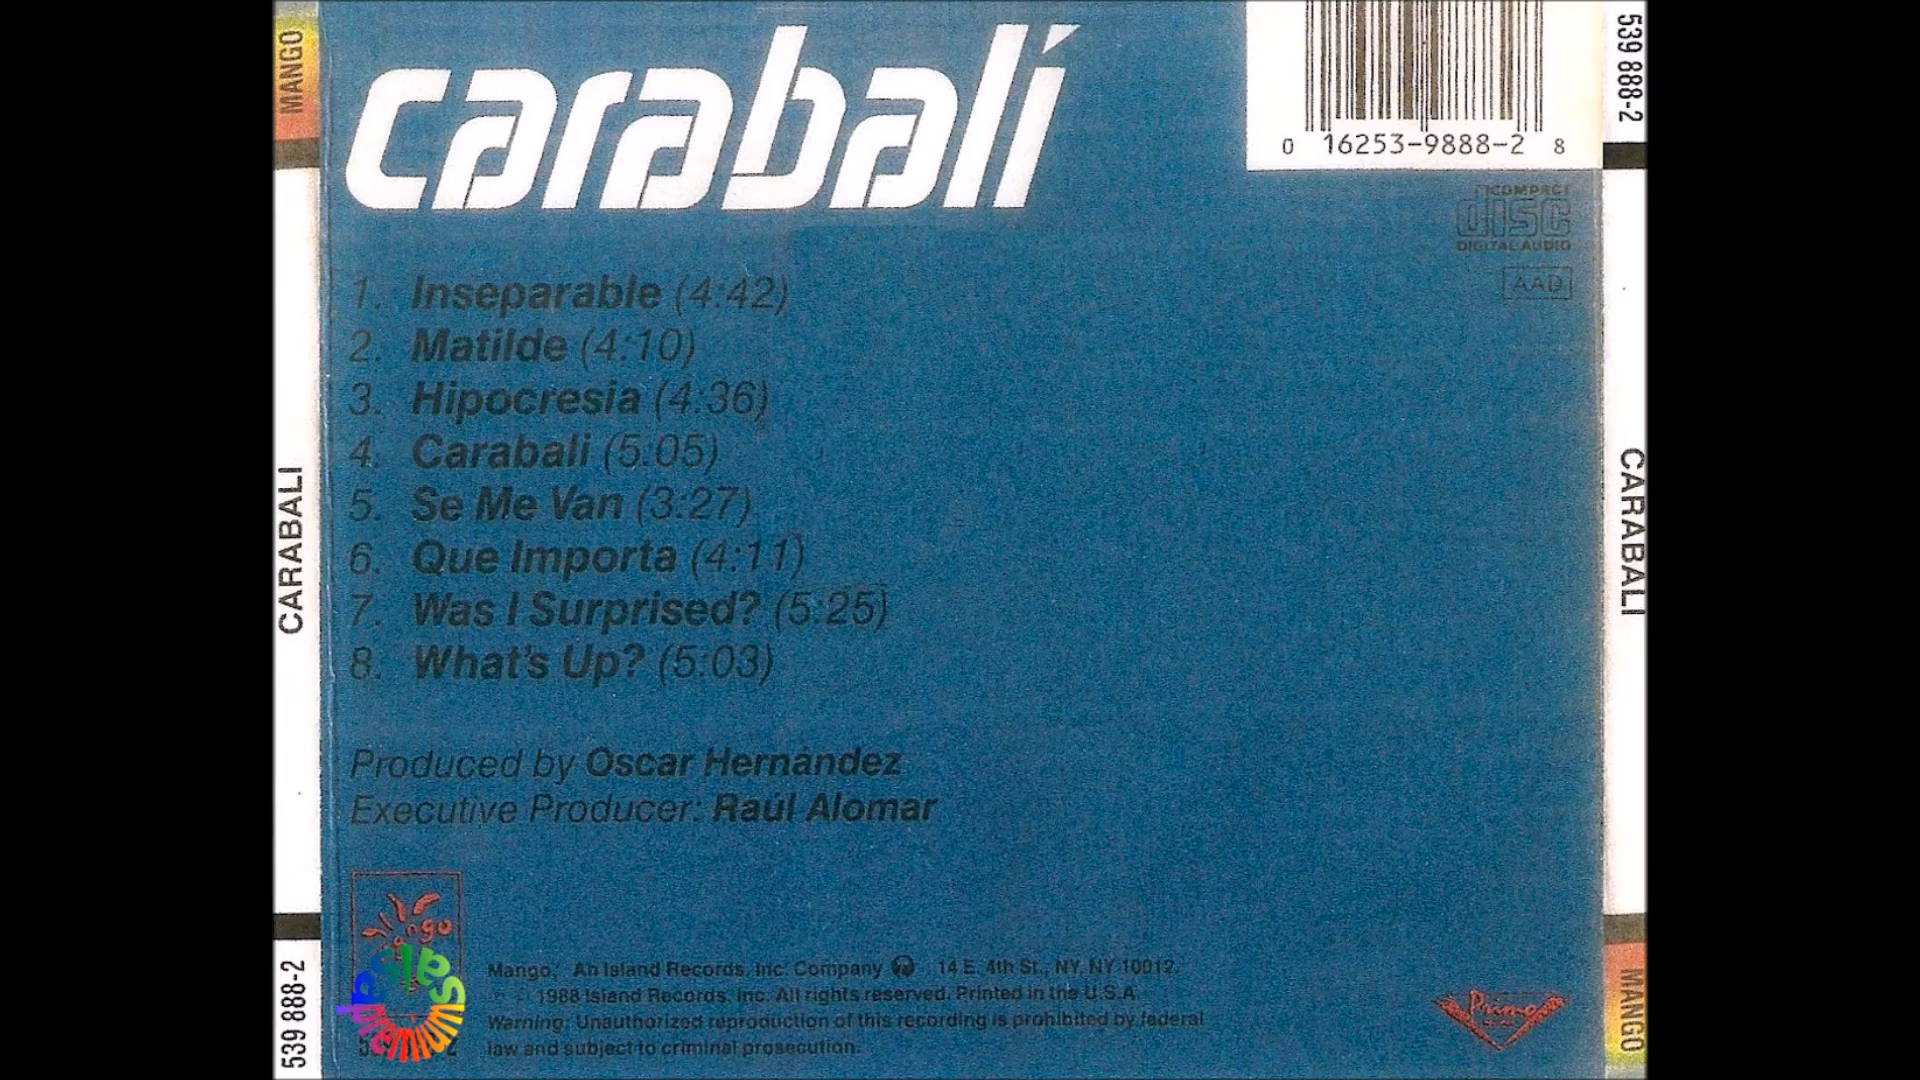 MANGO
CARABALI
539 888-2
carabalí
0 16253-9888-2 8
COMPACT
disc
DIGITAL AUDIO
AAD
1. Inseparable (4:42)
2. Matilde (4:10)
3. Hipocresia (4:36)
4. Carabali (5:05)
5. Se Me Van (3:27)
6. Que Importa (4:11)
7. Was I Surprised? (5:25)
8. What's Up? (5:03)
Produced by Oscar Hernández
Executive Producer: Raúl Alomar
Mango
salsa
premium
Mango, An Island Records, Inc. Company 14 E. 4th St., NY, NY 10012.
1988 Island Records, Inc. All rights reserved. Printed in the U.S.A.
Warning: Unauthorized reproduction of this recording is prohibited by federal
law and subject to criminal prosecution.
Primo
539 888-2
CARABALI
MANGO